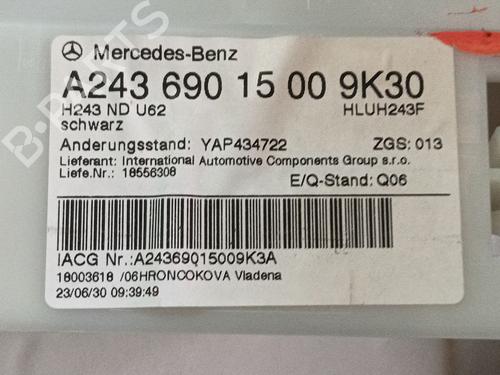 Mercedes-Benz
A243 690 15 00 9K30
H243 ND U62 HLUH243F
schwarz
Änderungsstand: YAP434722 ZGS: 013
Lieferant: International Automotive Components Group s.r.o.
Liefe.Nr.: 18556308
E/Q-Stand: Q06
IACG Nr.:A24369015009K3A
18003618 /06HRONCOKOVA Vladena
23/06/30 09:39:49
B-PARTS